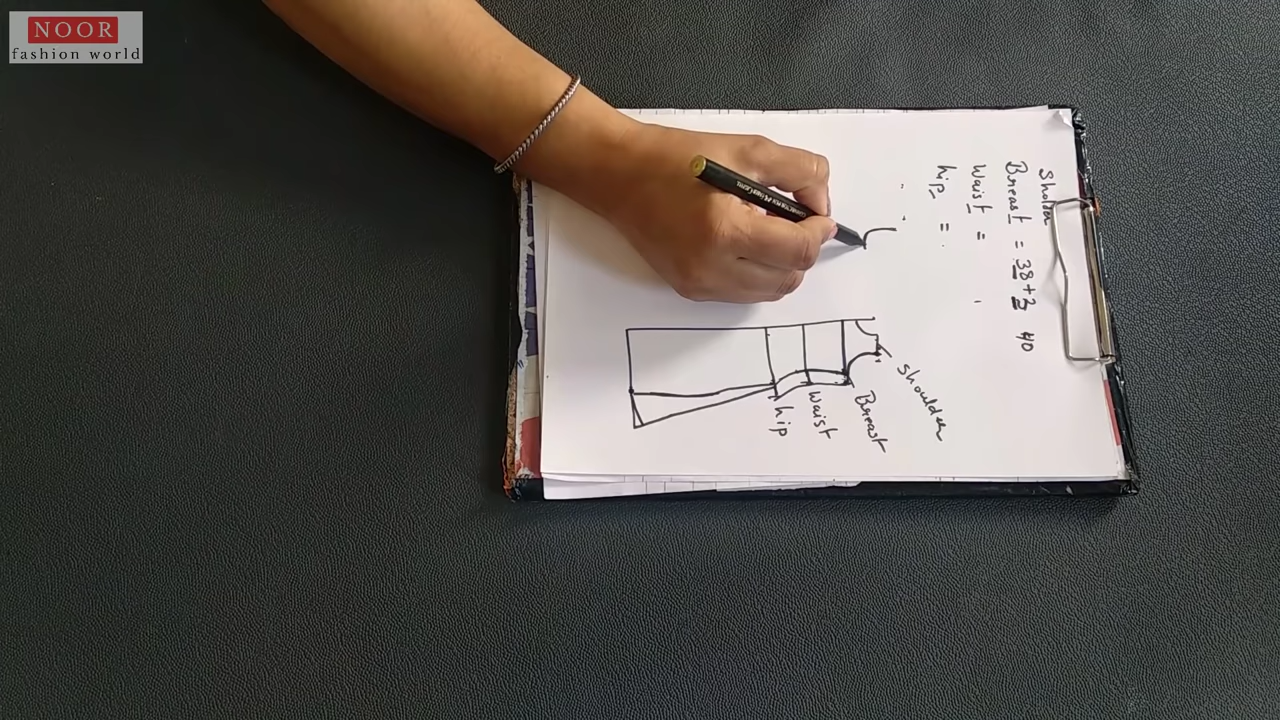 NOOR
fashion world
Sholder
Breast = 38+2 40
Waist =
hip =
Shoulder
Breast
Waist
hip